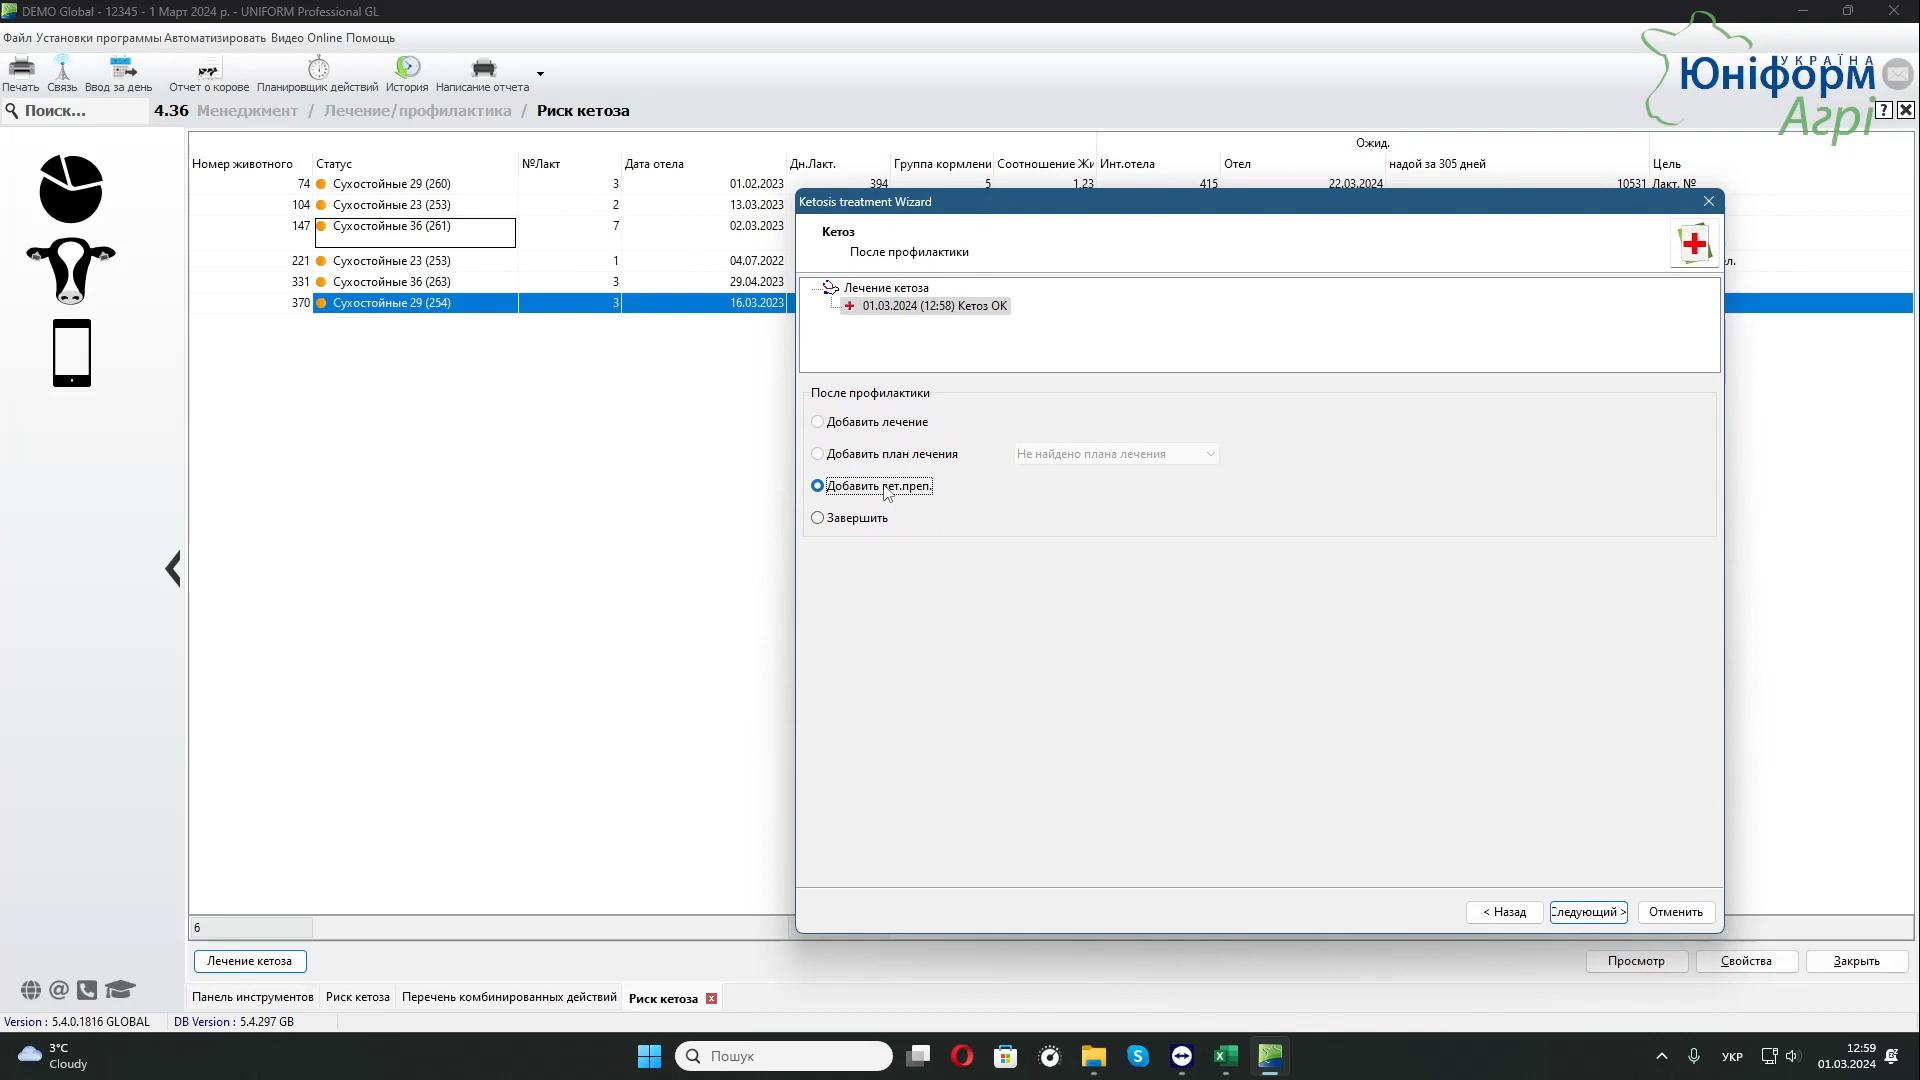 DEMO Global - 12345 - 1 Март 2024 р. - UNIFORM Professional GL
Файл Установки программы Автоматизировать Видео Online Помощь
Печать Связь Ввод за день Отчет о корове Планировщик действий История Написание отчета
УКРАЇНА
Юніформ
Агрі
Поиск... 4.36 Менеджмент / Лечение/профилактика / Риск кетоза
Ожид.
Номер животного Статус №Лакт Дата отела Дн.Лакт. Группа кормлени Соотношение Жи Инт.отела Отел надой за 305 дней Цель
74 Сухостойные 29 (260) 3 01.02.2023 394 5 1,23 415 22.03.2024 10531 Лакт. №
104 Сухостойные 23 (253) 2 13.03.2023
147 Сухостойные 36 (261) 7 02.03.2023
221 Сухостойные 23 (253) 1 04.07.2022 ел.
331 Сухостойные 36 (263) 3 29.04.2023
370 Сухостойные 29 (254) 3 16.03.2023
Ketosis treatment Wizard
Кетоз
После профилактики
Лечение кетоза
01.03.2024 (12:58) Кетоз ОК
После профилактики
Добавить лечение
Добавить план лечения Не найдено плана лечения
Добавить вет.преп.
Завершить
< Назад Следующий > Отменить
6
Лечение кетоза Просмотр Свойства Закрыть
Панель инструментов Риск кетоза Перечень комбинированных действий Риск кетоза
Version : 5.4.0.1816 GLOBAL DB Version : 5.4.297 GB
3°C
Cloudy
Пошук
УКР
12:59
01.03.2024